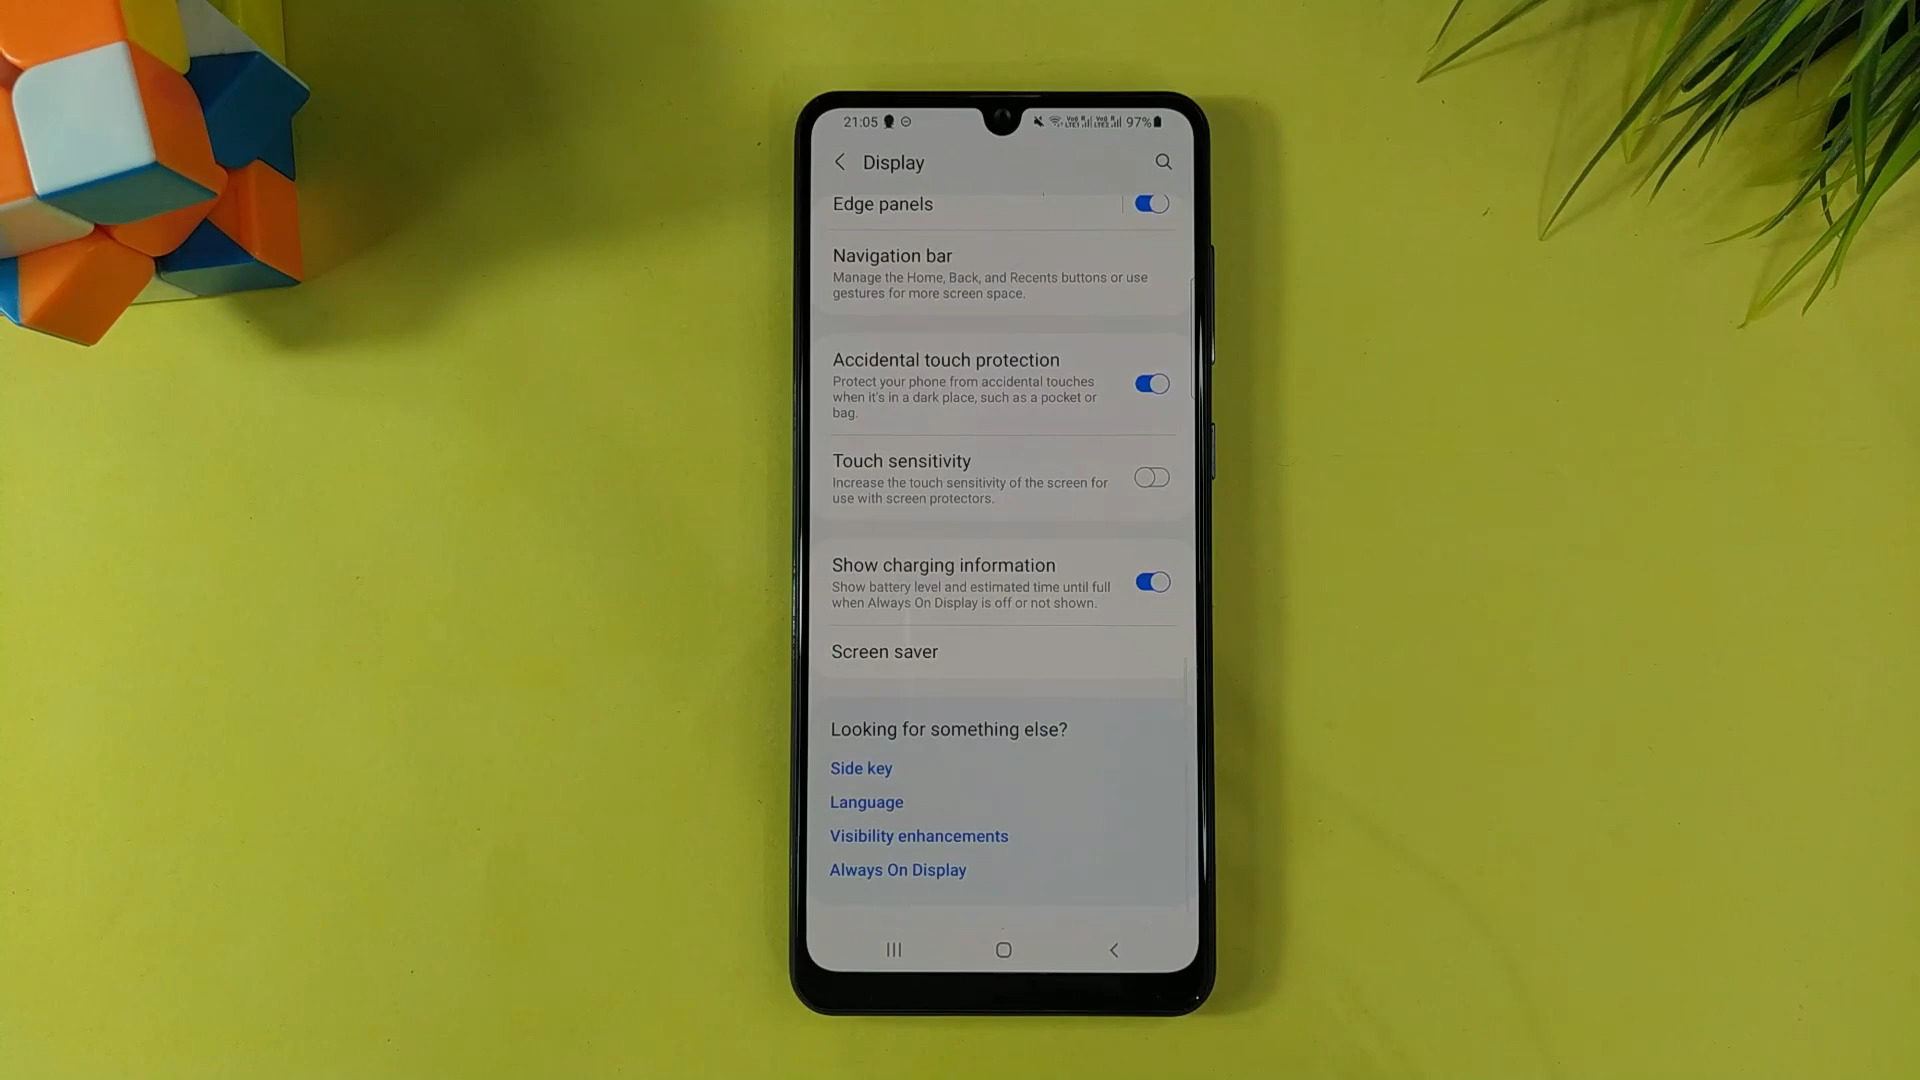 21:05
Vo) R
LTE1
Vo) R
LTE2
97%
Display
Edge panels
Navigation bar
Manage the Home, Back, and Recents buttons or use
gestures for more screen space.
Accidental touch protection
Protect your phone from accidental touches
when it's in a dark place, such as a pocket or
bag.
Touch sensitivity
Increase the touch sensitivity of the screen for
use with screen protectors.
Show charging information
Show battery level and estimated time until full
when Always On Display is off or not shown.
Screen saver
Looking for something else?
Side key
Language
Visibility enhancements
Always On Display